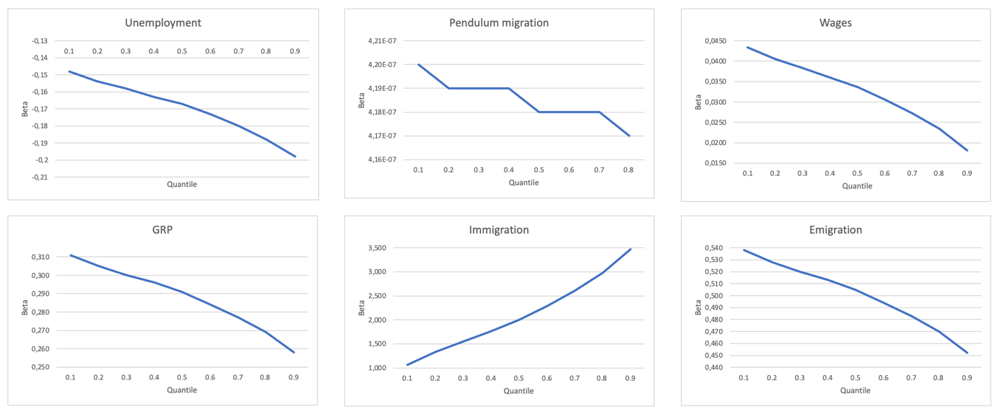 Unemployment
-0,13
0.1 0.2 0.3 0.4 0.5 0.6 0.7 0.8 0.9
-0,14
-0,15
-0,16
-0,17
-0,18
-0,19
-0,2
-0,21
Beta
Quantile
Pendulum migration
4,21E-07
4,20E-07
4,19E-07
4,18E-07
4,17E-07
4,16E-07
Beta
0.1 0.2 0.3 0.4 0.5 0.6 0.7 0.8
Quantile
Wages
0,0450
0,0400
0,0350
0,0300
0,0250
0,0200
0,0150
Beta
0.1 0.2 0.3 0.4 0.5 0.6 0.7 0.8 0.9
Quantile
GRP
0,310
0,300
0,290
0,280
0,270
0,260
0,250
Beta
0.1 0.2 0.3 0.4 0.5 0.6 0.7 0.8 0.9
Quantile
Immigration
3,500
3,000
2,500
2,000
1,500
1,000
Beta
0.1 0.2 0.3 0.4 0.5 0.6 0.7 0.8 0.9
Quantile
Emigration
0,540
0,530
0,520
0,510
0,500
0,490
0,480
0,470
0,460
0,450
0,440
Beta
0.1 0.2 0.3 0.4 0.5 0.6 0.7 0.8 0.9
Quantile